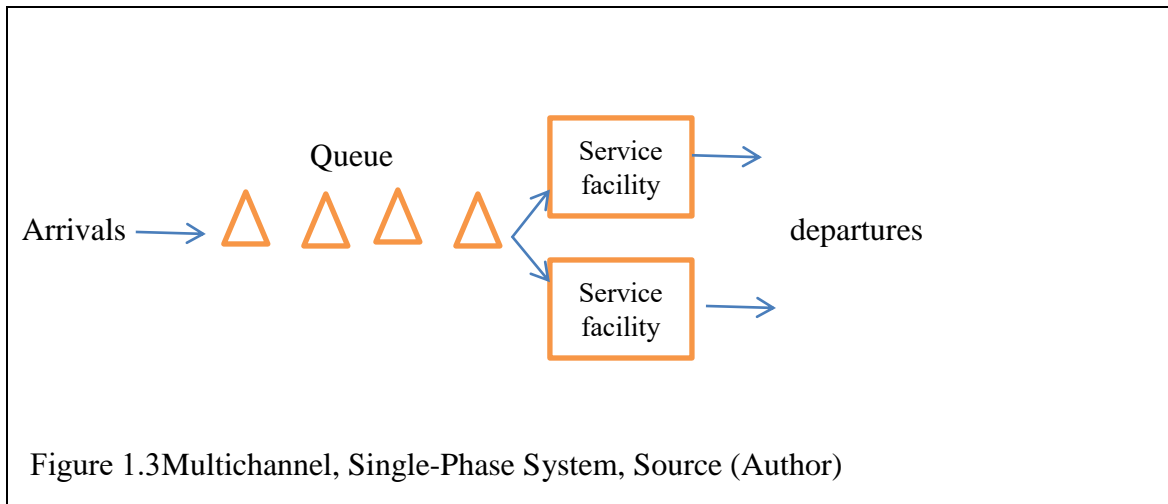 Queue
Arrivals
Service
facility
Service
facility
departures
Figure 1.3Multichannel, Single-Phase System, Source (Author)